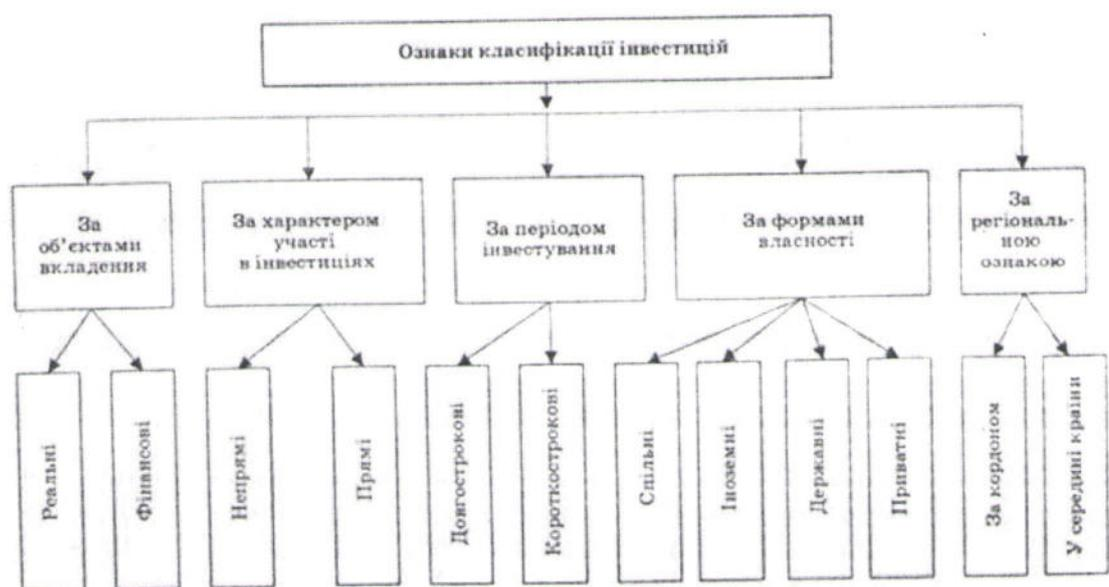 Ознаки класифікації інвестицій
За
об’єктами
вкладення
За характером
участі
в інвестиціях
За періодом
інвестування
За формами
власності
За
регіональ-
ною
ознакою
Реальні
Фінансові
Непрямі
Прямі
Довгострокові
Короткострокові
Спільні
Іноземні
Державні
Приватні
За кордоном
У середині країни